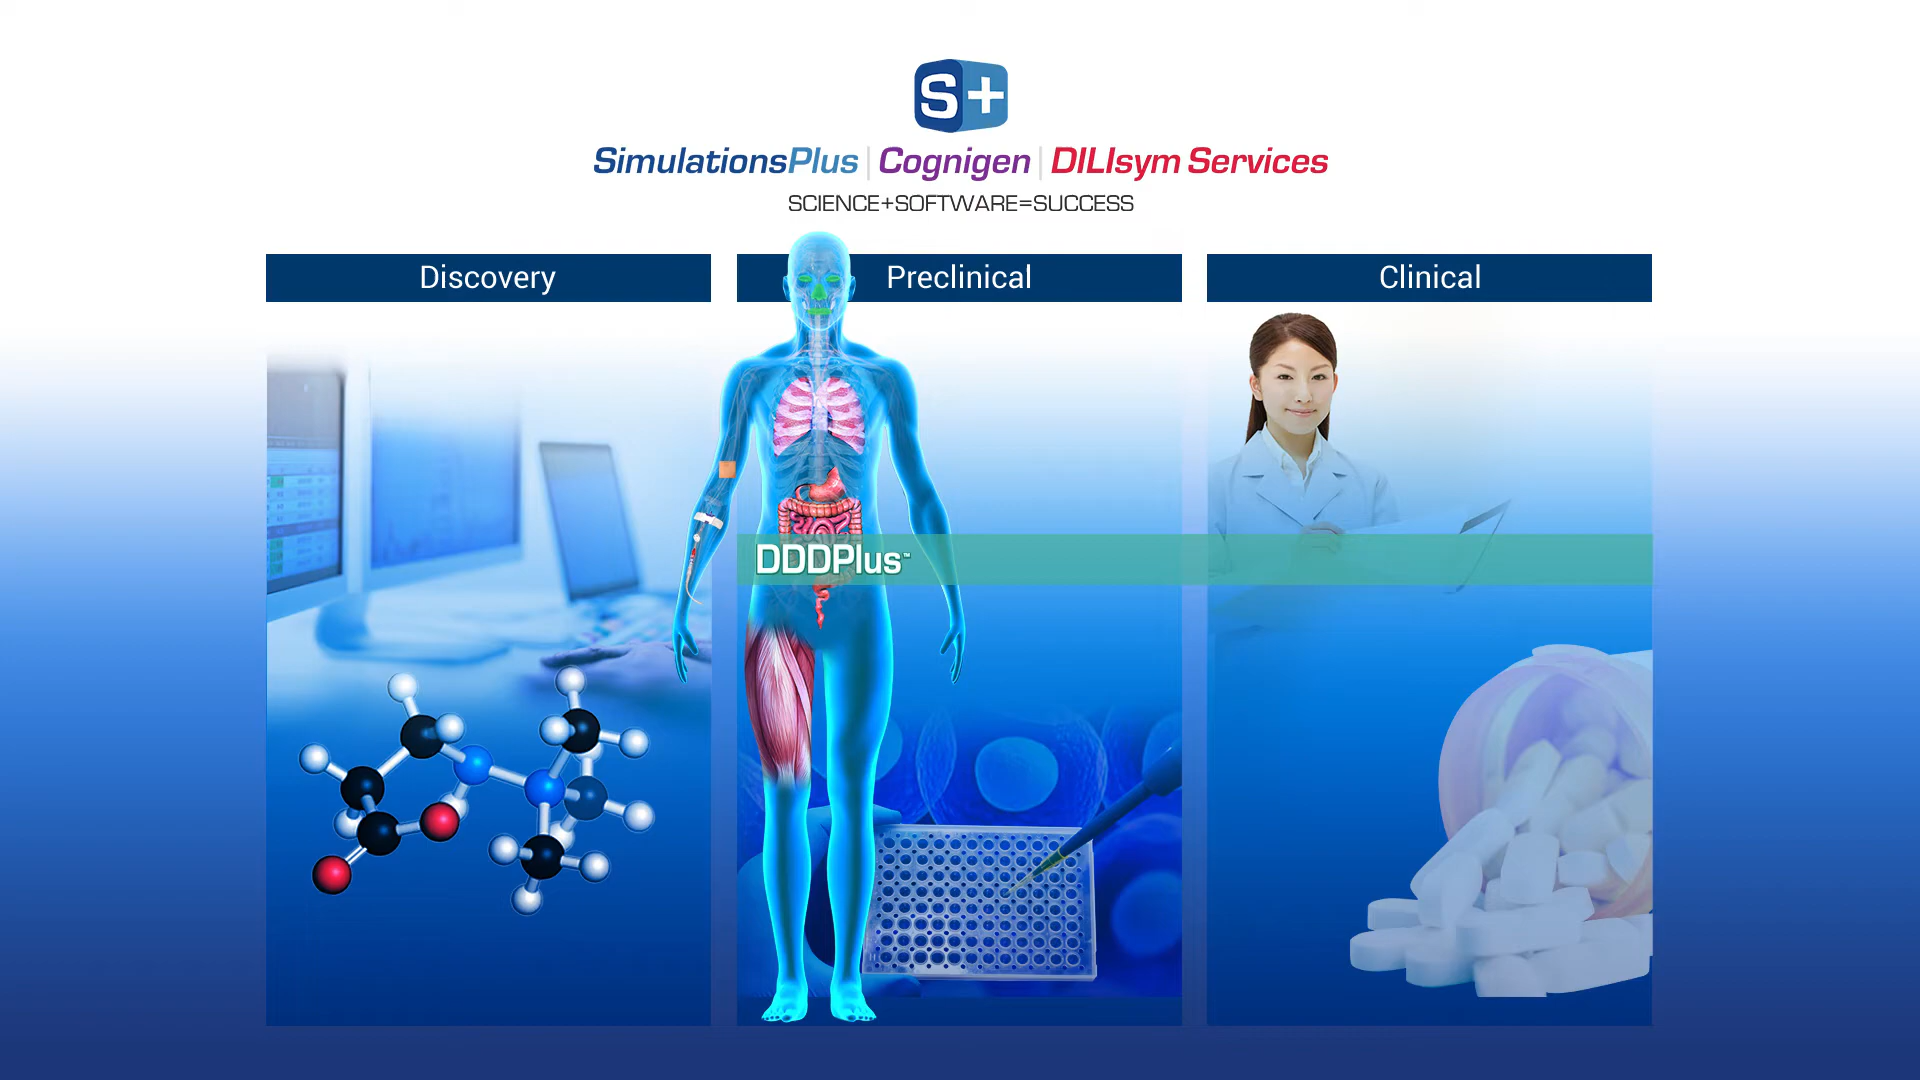 S+
SimulationsPlus | Cognigen | DILIsym Services
SCIENCE+SOFTWARE=SUCCESS
Discovery
Preclinical
Clinical
DDDPlus™